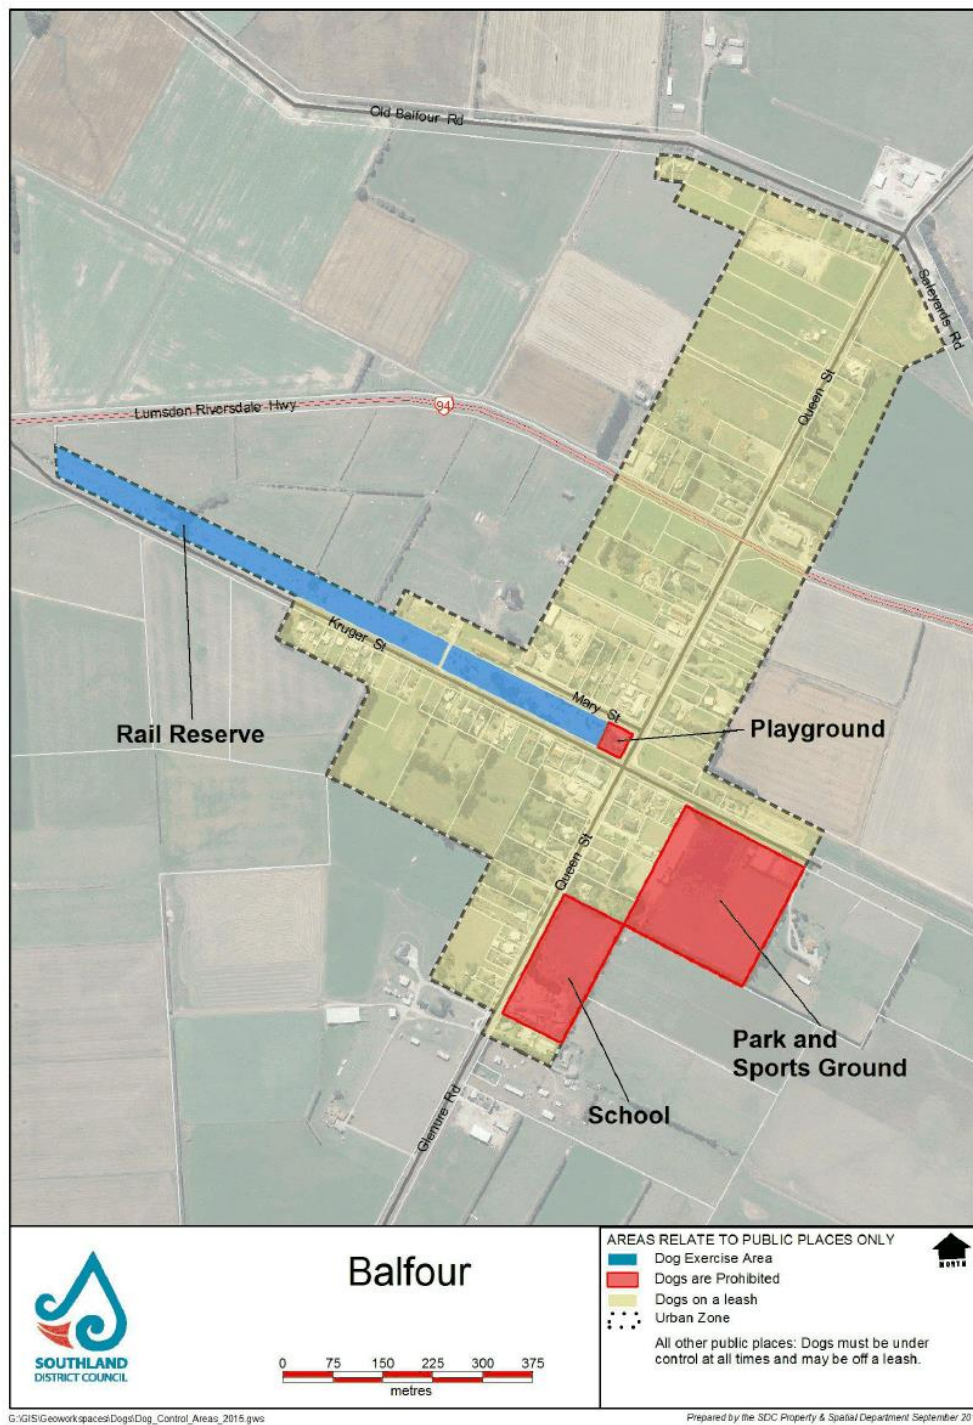 Old Balfour Rd
Saleyards Rd
Queen St
Lumsden Riversdale Hwy
94
Kruger St
Mary St
Rail Reserve
Playground
Queen St
Park and
Sports Ground
School
Glenure Rd
SOUTHLAND
DISTRICT COUNCIL
Balfour
0 75 150 225 300 375
metres
AREAS RELATE TO PUBLIC PLACES ONLY
NORTH
Dog Exercise Area
Dogs are Prohibited
Dogs on a leash
Urban Zone
All other public places: Dogs must be under
control at all times and may be off a leash.
G:\GIS\Geoworkspaces\Dogs\Dog_Control_Areas_2015.gws
Prepared by the SDC Property & Spatial Department September 20